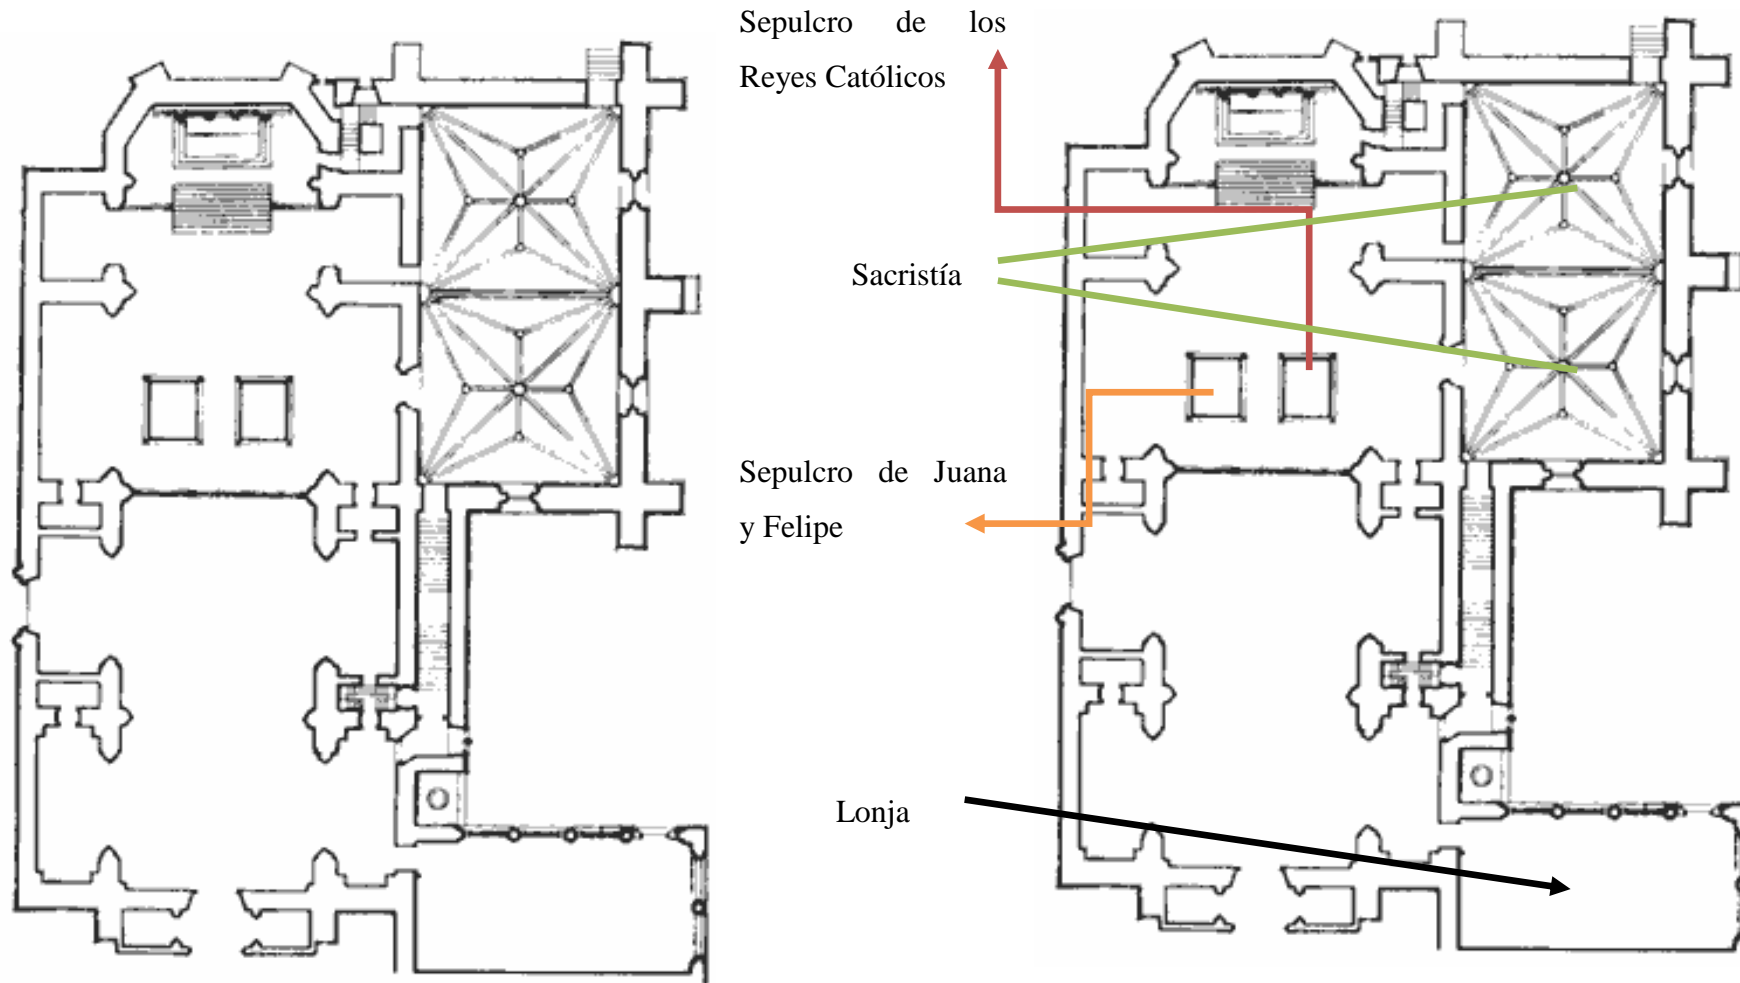 Sepulcro de los
Reyes Católicos
Sacristía
Sepulcro de Juana
y Felipe
Lonja